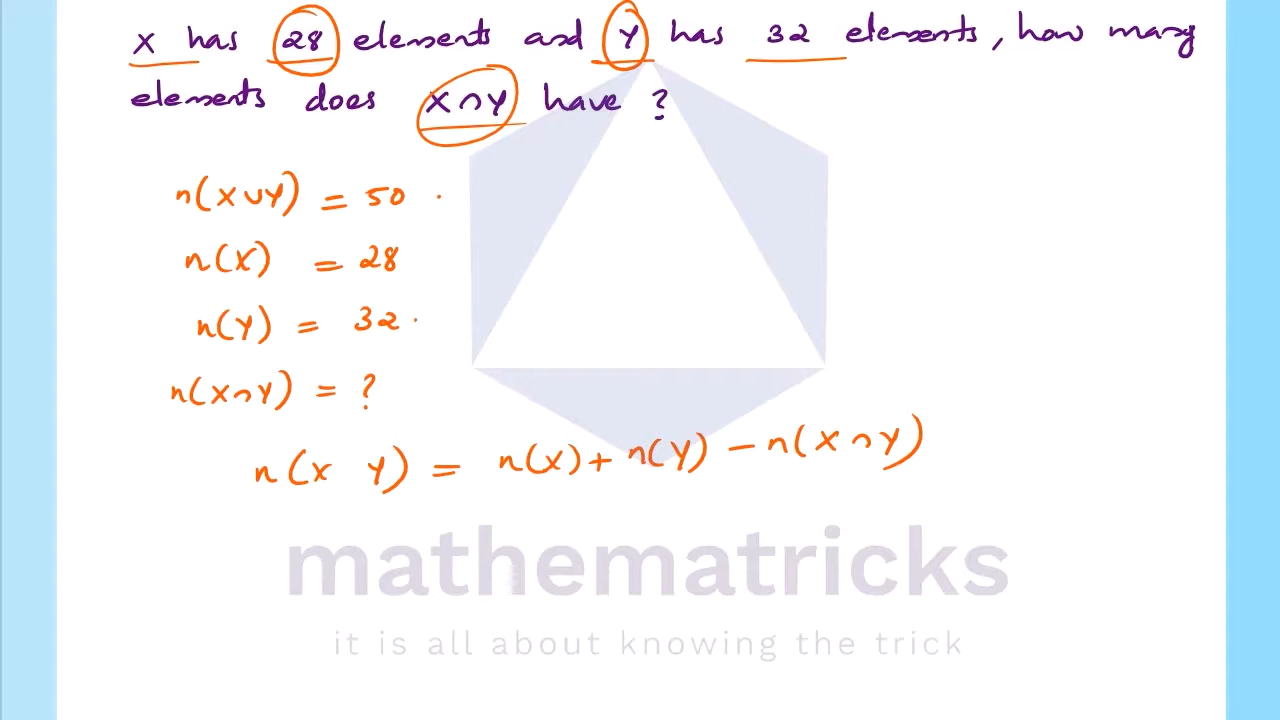 X has 28 elements and Y has 32 elements, how many
elements does X∩Y have ?
n(X∪Y) = 50 .
n(X) = 28
n(Y) = 32 .
n(X∩Y) = ?
n(X Y) = n(X) + n(Y) - n(X∩Y)
mathematricks
it is all about knowing the trick